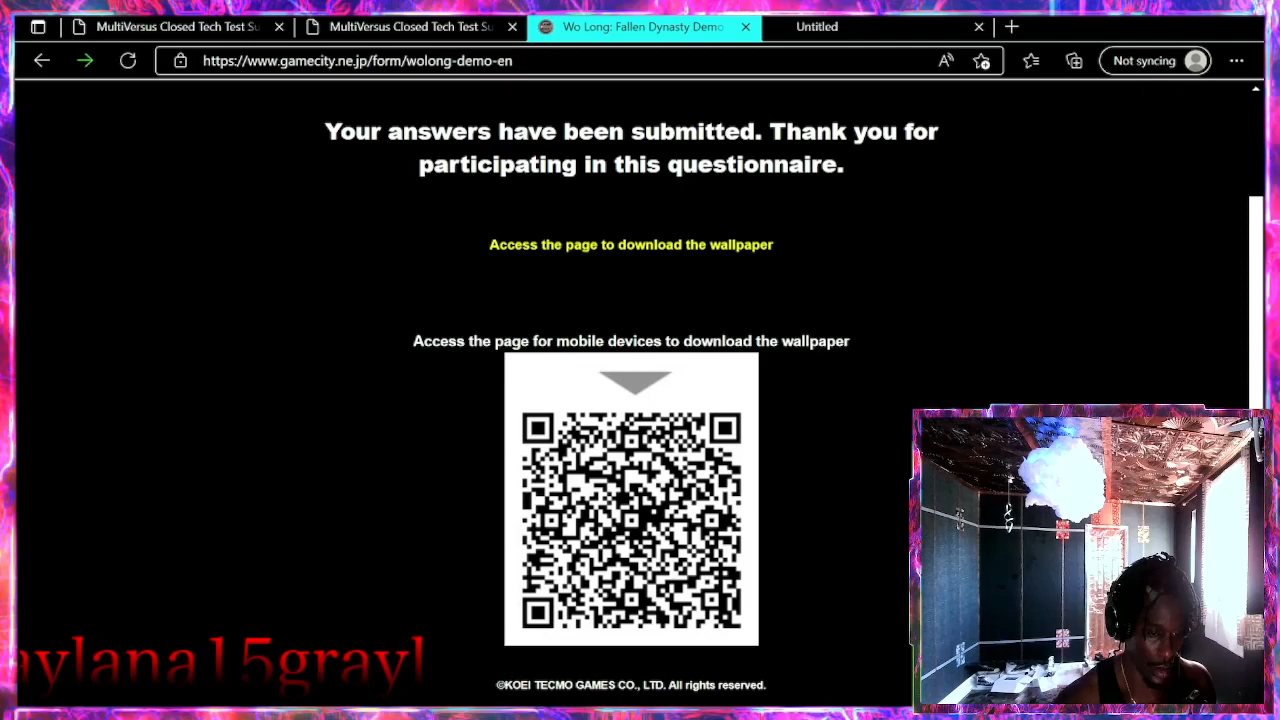 MultiVersus Closed Tech Test Su
MultiVersus Closed Tech Test Su
Wo Long: Fallen Dynasty Demo
Untitled
https://www.gamecity.ne.jp/form/wolong-demo-en
Not syncing
Your answers have been submitted. Thank you for
participating in this questionnaire.
Access the page to download the wallpaper
Access the page for mobile devices to download the wallpaper
aylana15grayl
©KOEI TECMO GAMES CO., LTD. All rights reserved.